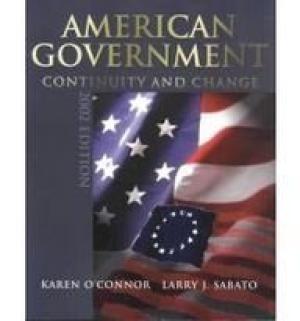 AMERICAN
GOVERNMENT
CONTINUITY AND CHANGE
2002 EDITION
KAREN O'CONNOR LARRY J. SABATO